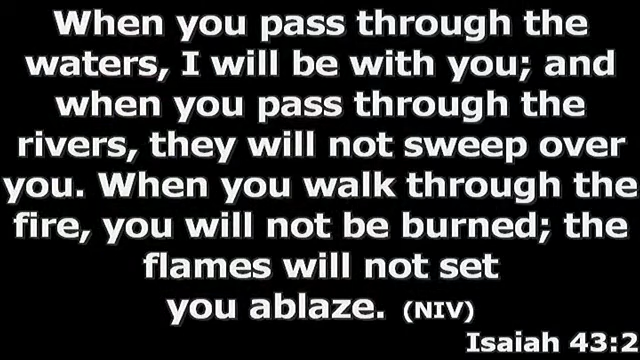 When you pass through the
waters, I will be with you; and
when you pass through the
rivers, they will not sweep over
you. When you walk through the
fire, you will not be burned; the
flames will not set
you ablaze. (NIV)
Isaiah 43:2